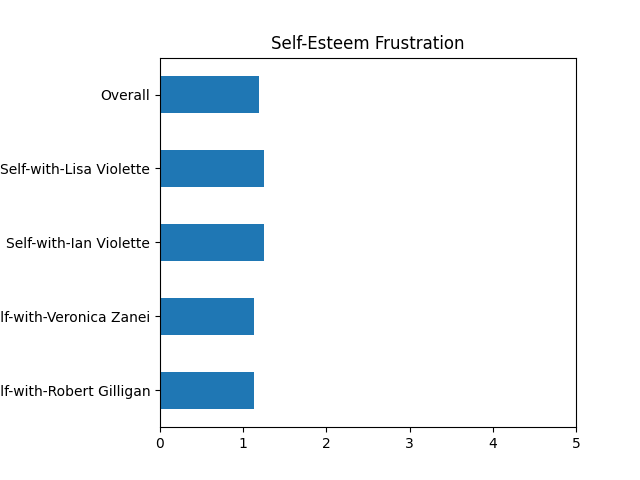 Self-Esteem Frustration
Overall
Self-with-Lisa Violette
Self-with-Ian Violette
lf-with-Veronica Zanei
lf-with-Robert Gilligan
0 1 2 3 4 5